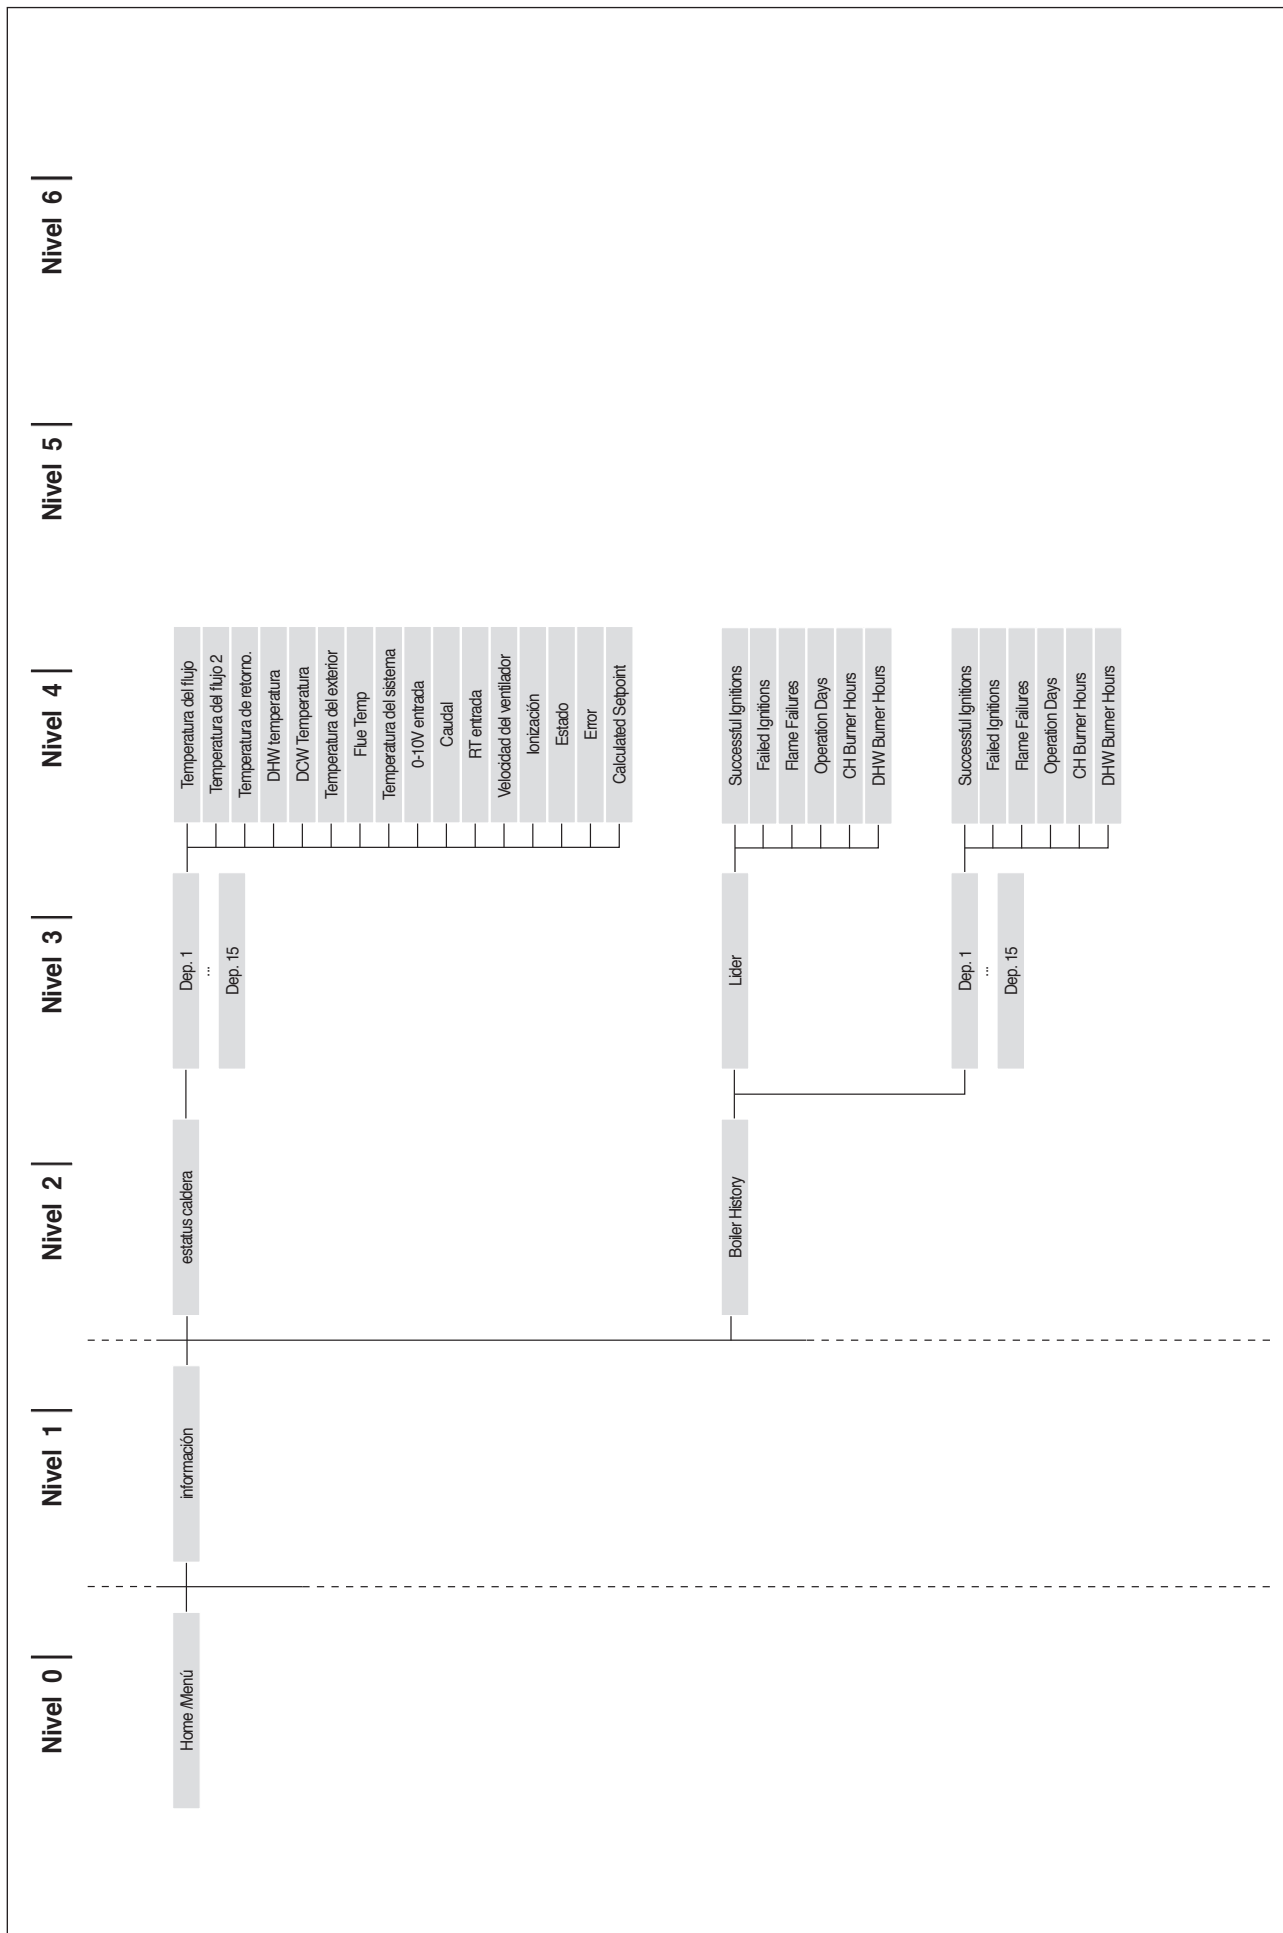 Nivel 0
Nivel 1
Nivel 2
Nivel 3
Nivel 4
Nivel 5
Nivel 6
Home /Menú
información
estatus caldera
Dep. 1
...
Dep. 15
Temperatura del flujo
Temperatura del flujo 2
Temperatura de retorno.
DHW temperatura
DCW Temperatura
Temperatura del exterior
Flue Temp
Temperatura del sistema
0-10V entrada
Caudal
RT entrada
Velocidad del ventilador
Ionización
Estado
Error
Calculated Setpoint
Boiler History
Lider
Successful Ignitions
Failed Ignitions
Flame Failures
Operation Days
CH Burner Hours
DHW Burner Hours
Dep. 1
...
Dep. 15
Successful Ignitions
Failed Ignitions
Flame Failures
Operation Days
CH Burner Hours
DHW Burner Hours